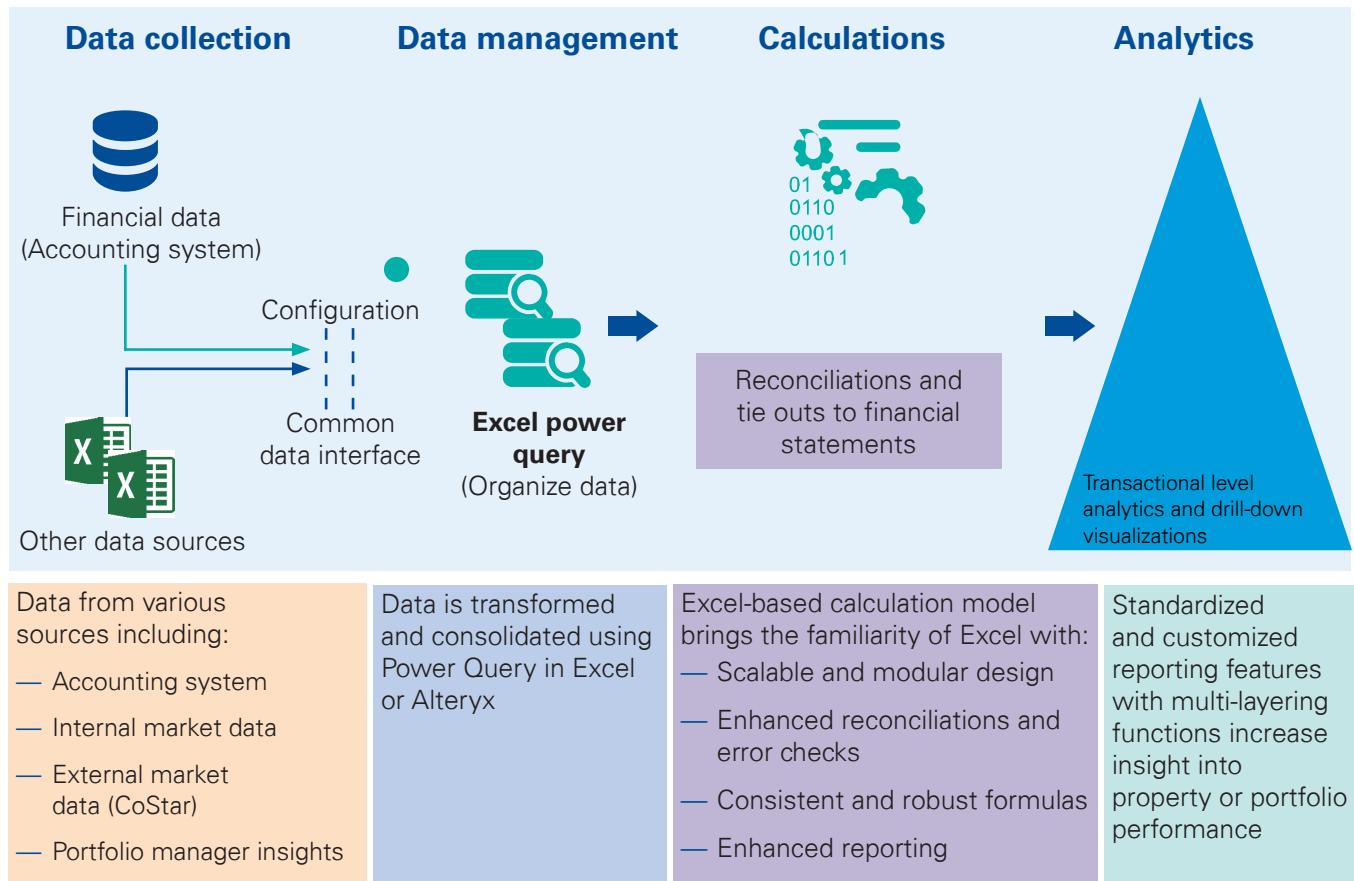 Data collection
Data management
Calculations
Analytics
Financial data
(Accounting system)
Configuration
Common
data interface
X
X
Other data sources
Excel power
query
(Organize data)
01
0110
0001
01101
Reconciliations and
tie outs to financial
statements
Transactional level
analytics and drill-down
visualizations
Data from various
sources including:
— Accounting system
— Internal market data
— External market
data (CoStar)
— Portfolio manager insights
Data is transformed
and consolidated using
Power Query in Excel
or Alteryx
Excel-based calculation model
brings the familiarity of Excel with:
— Scalable and modular design
— Enhanced reconciliations and
error checks
— Consistent and robust formulas
— Enhanced reporting
Standardized
and customized
reporting features
with multi-layering
functions increase
insight into
property or portfolio
performance